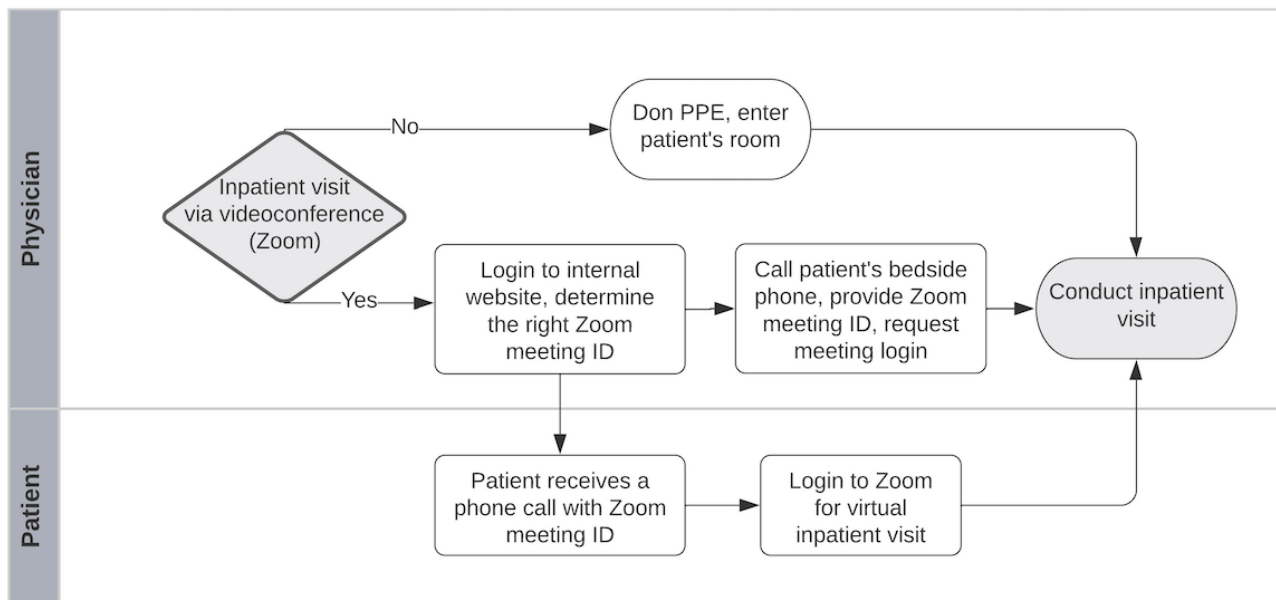 Physician
No
Don PPE, enter
patient's room
Inpatient visit
via videoconference
(Zoom)
Yes
Login to internal
website, determine
the right Zoom
meeting ID
Call patient's bedside
phone, provide Zoom
meeting ID, request
meeting login
Conduct inpatient
visit
Patient
Patient receives a
phone call with Zoom
meeting ID
Login to Zoom
for virtual
inpatient visit